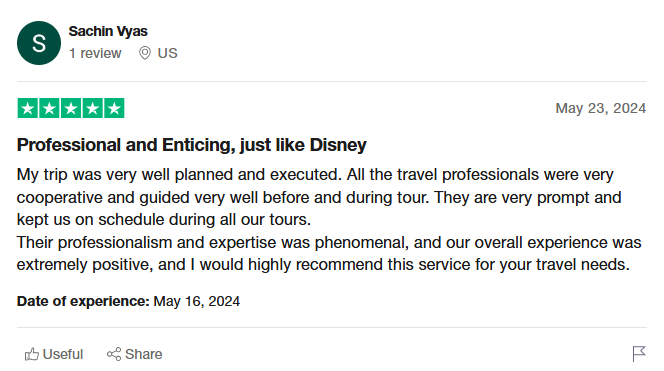 S
Sachin Vyas
1 review US
May 23, 2024
Professional and Enticing, just like Disney
My trip was very well planned and executed. All the travel professionals were very
cooperative and guided very well before and during tour. They are very prompt and
kept us on schedule during all our tours.
Their professionalism and expertise was phenomenal, and our overall experience was
extremely positive, and I would highly recommend this service for your travel needs.
Date of experience: May 16, 2024
Useful Share